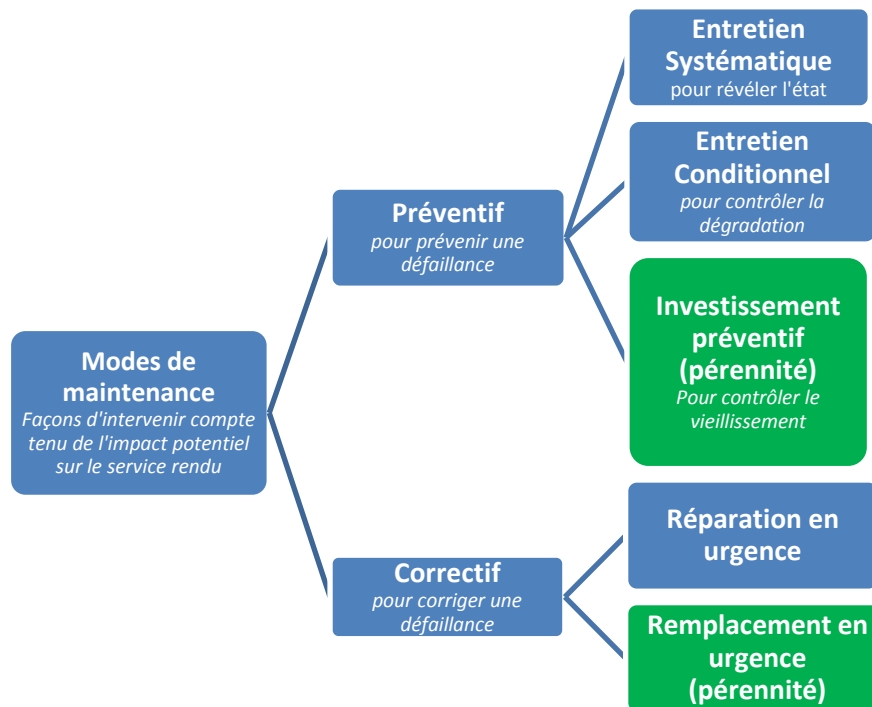 Modes de
maintenance
Façons d'intervenir compte
tenu de l'impact potentiel
sur le service rendu
Préventif
pour prévenir une
défaillance
Entretien
Systématique
pour révéler l'état
Entretien
Conditionnel
pour contrôler la
dégradation
Investissement
préventif
(pérennité)
Pour contrôler le
vieillissement
Correctif
pour corriger une
défaillance
Réparation en
urgence
Remplacement en
urgence
(pérennité)